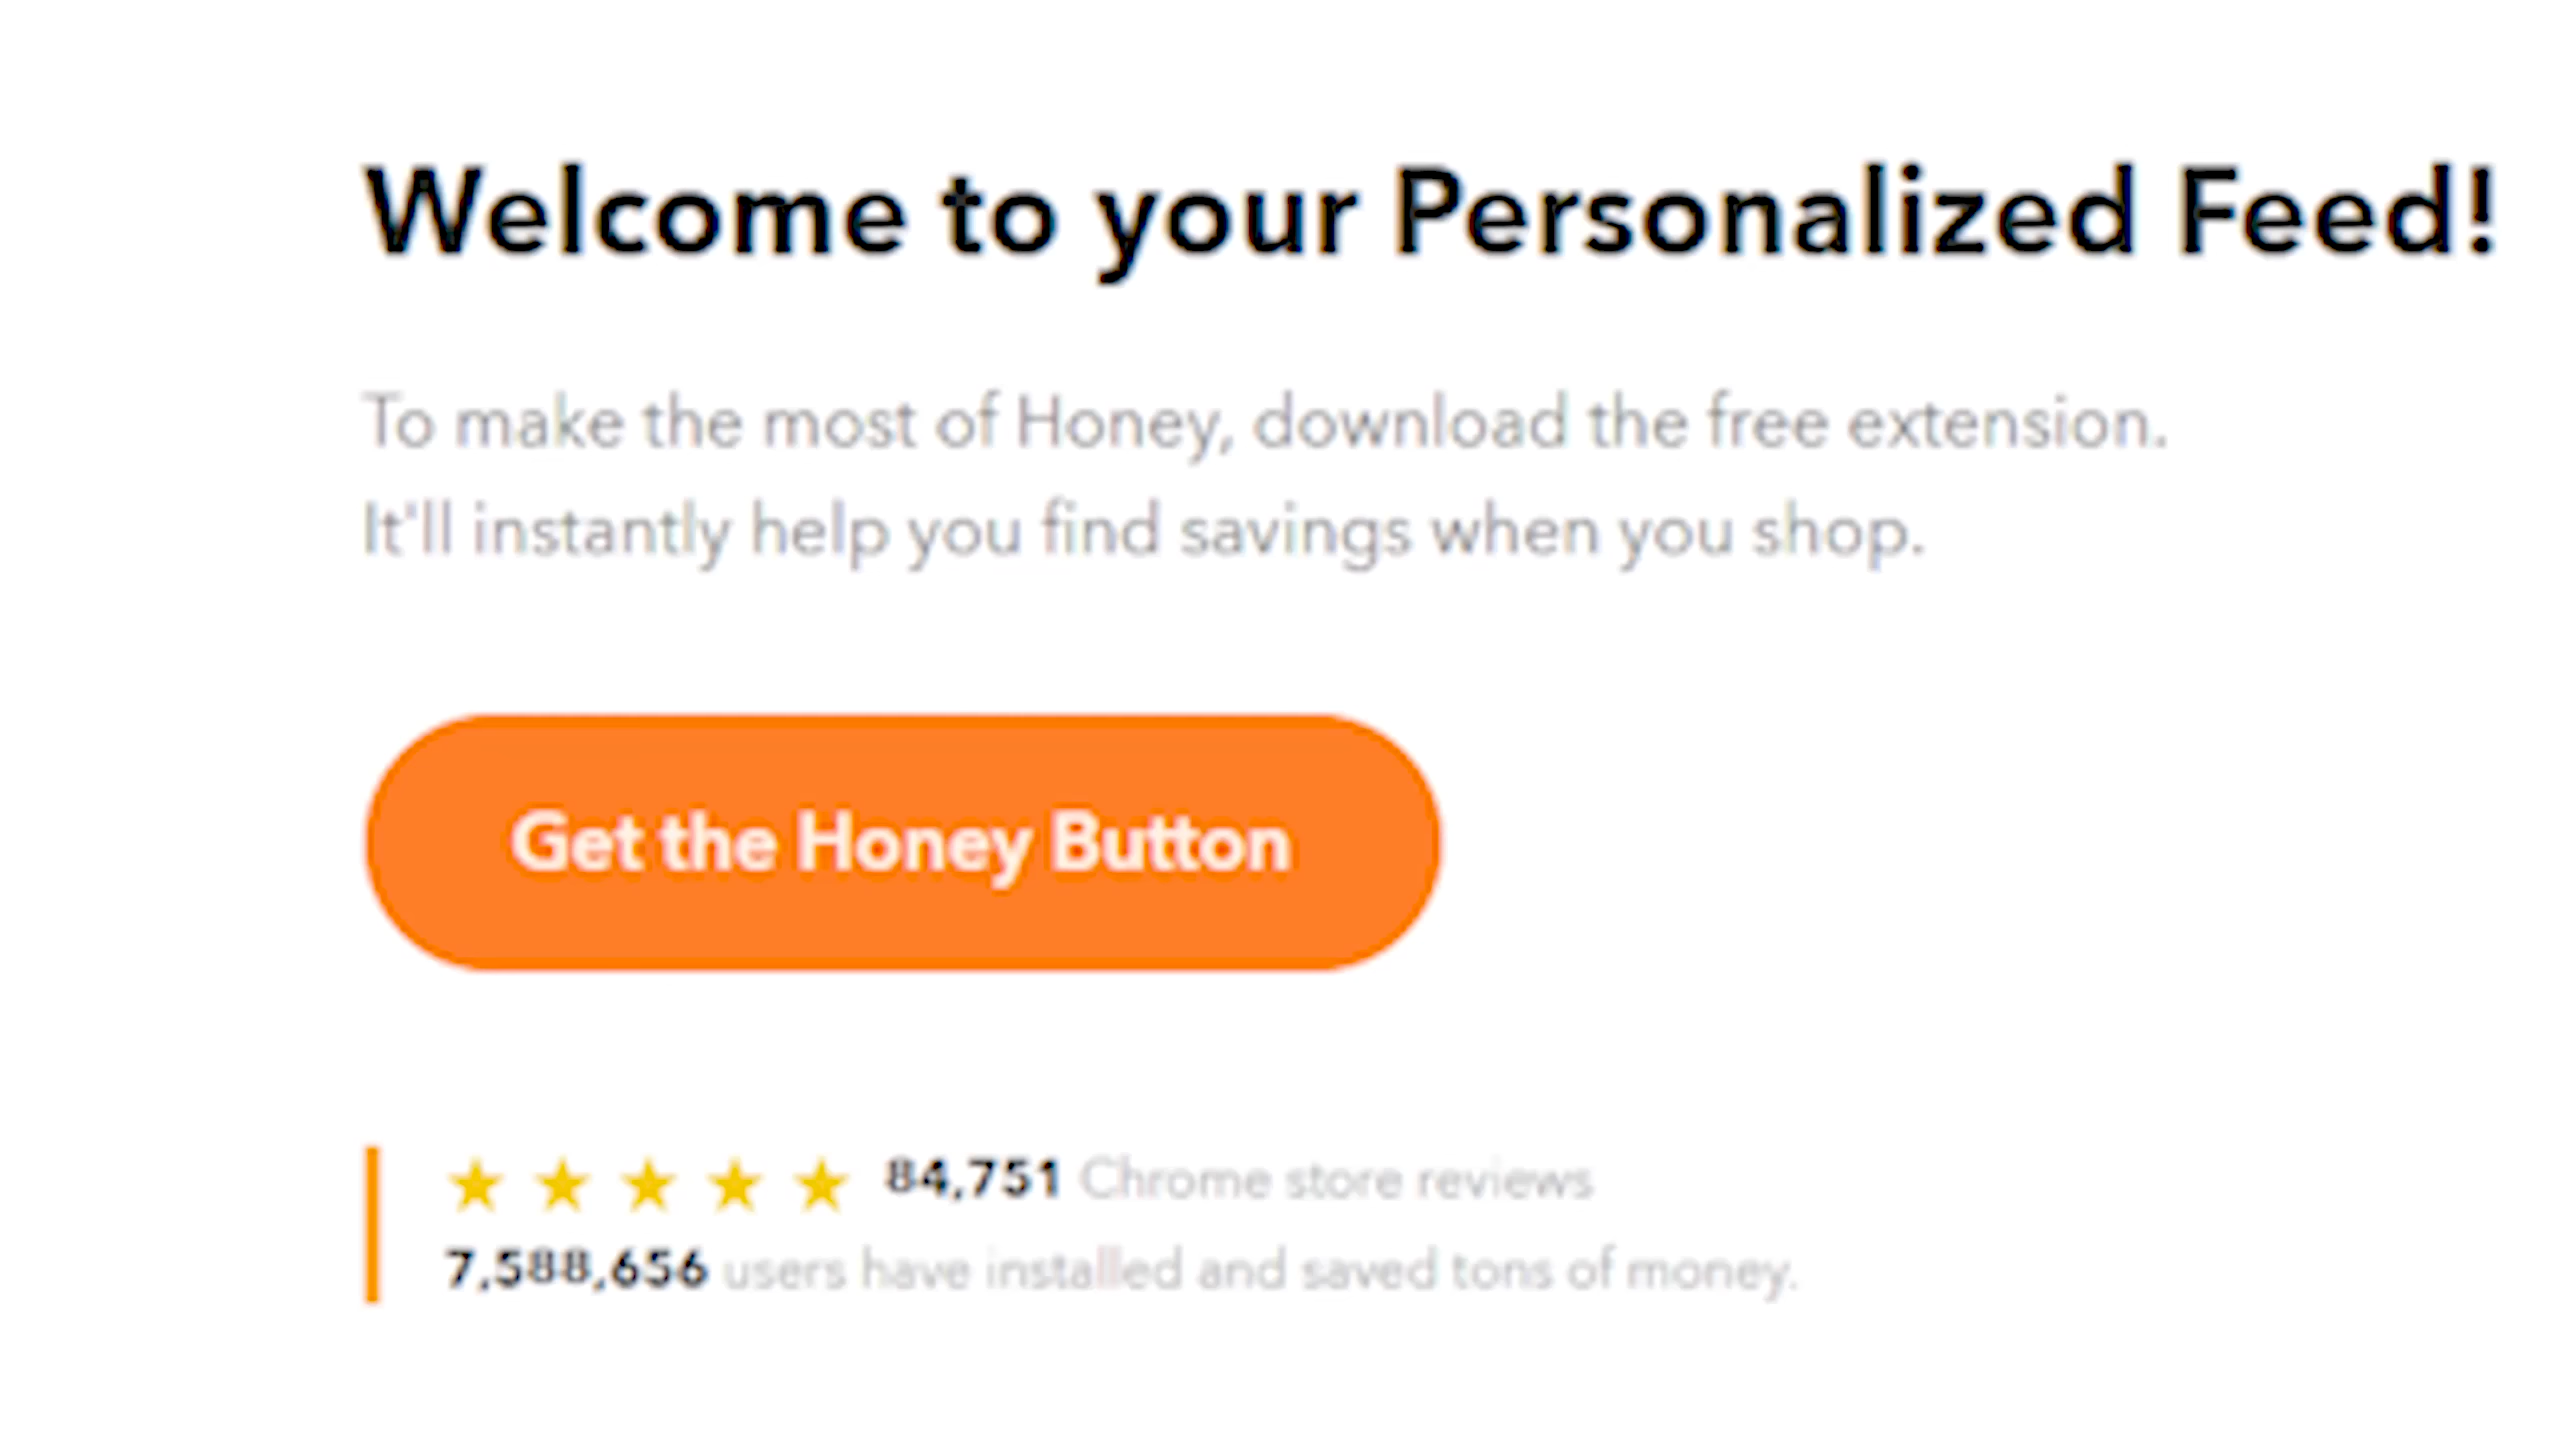 Welcome to your Personalized Feed!
To make the most of Honey, download the free extension.
It'll instantly help you find savings when you shop.
Get the Honey Button
★ ★ ★ ★ ★ 84,751 Chrome store reviews
7,588,656 users have installed and saved tons of money.